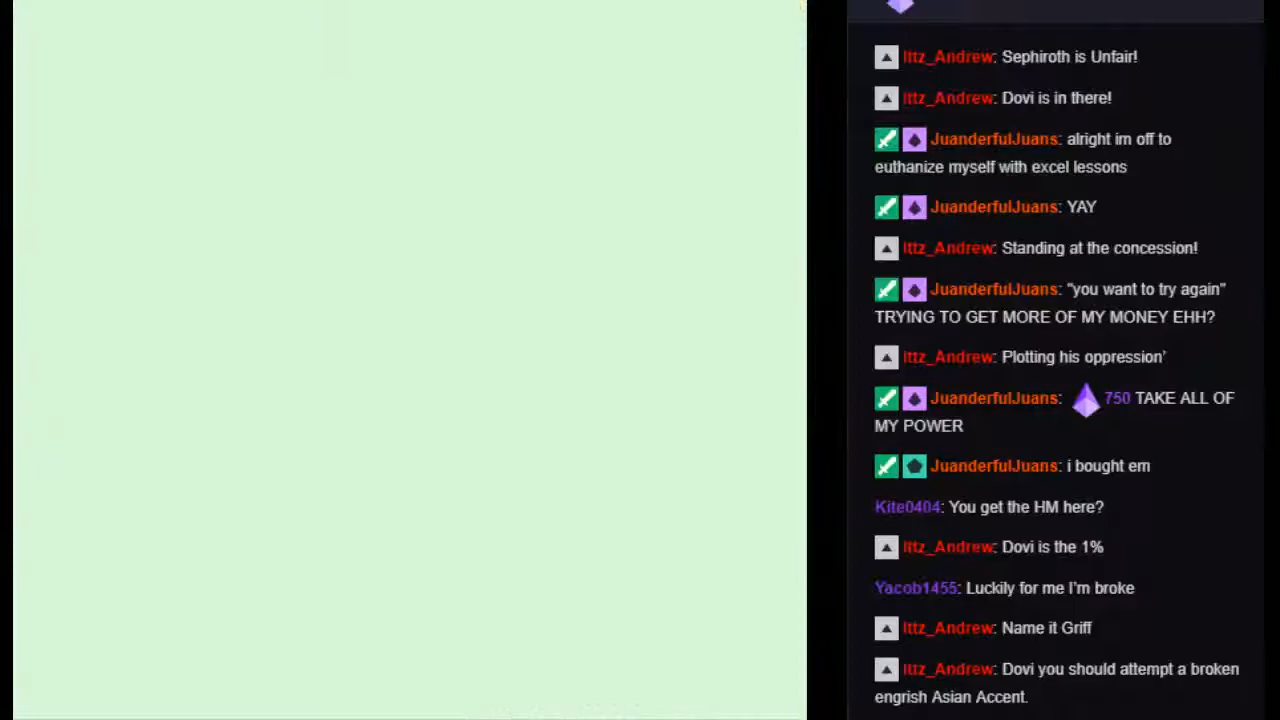 Ittz_Andrew: Sephiroth is Unfair!
Ittz_Andrew: Dovi is in there!
JuanderfulJuans: alright im off to
euthanize myself with excel lessons
JuanderfulJuans: YAY
Ittz_Andrew: Standing at the concession!
JuanderfulJuans: "you want to try again"
TRYING TO GET MORE OF MY MONEY EHH?
Ittz_Andrew: Plotting his oppression'
JuanderfulJuans: 750 TAKE ALL OF
MY POWER
JuanderfulJuans: i bought em
Kite0404: You get the HM here?
Ittz_Andrew: Dovi is the 1%
Yacob1455: Luckily for me I'm broke
Ittz_Andrew: Name it Griff
Ittz_Andrew: Dovi you should attempt a broken
engrish Asian Accent.